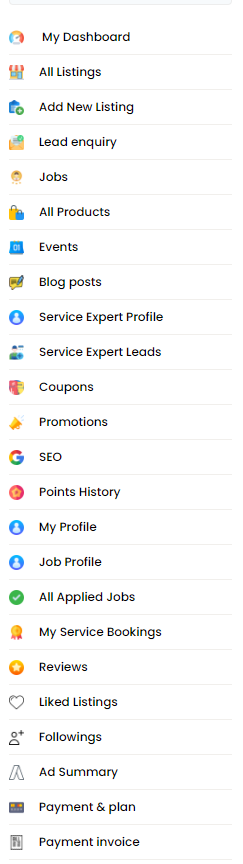 My Dashboard
All Listings
Add New Listing
Lead enquiry
Jobs
All Products
Events
Blog posts
Service Expert Profile
Service Expert Leads
Coupons
Promotions
SEO
Points History
My Profile
Job Profile
All Applied Jobs
My Service Bookings
Reviews
Liked Listings
Followings
Ad Summary
Payment & plan
Payment invoice